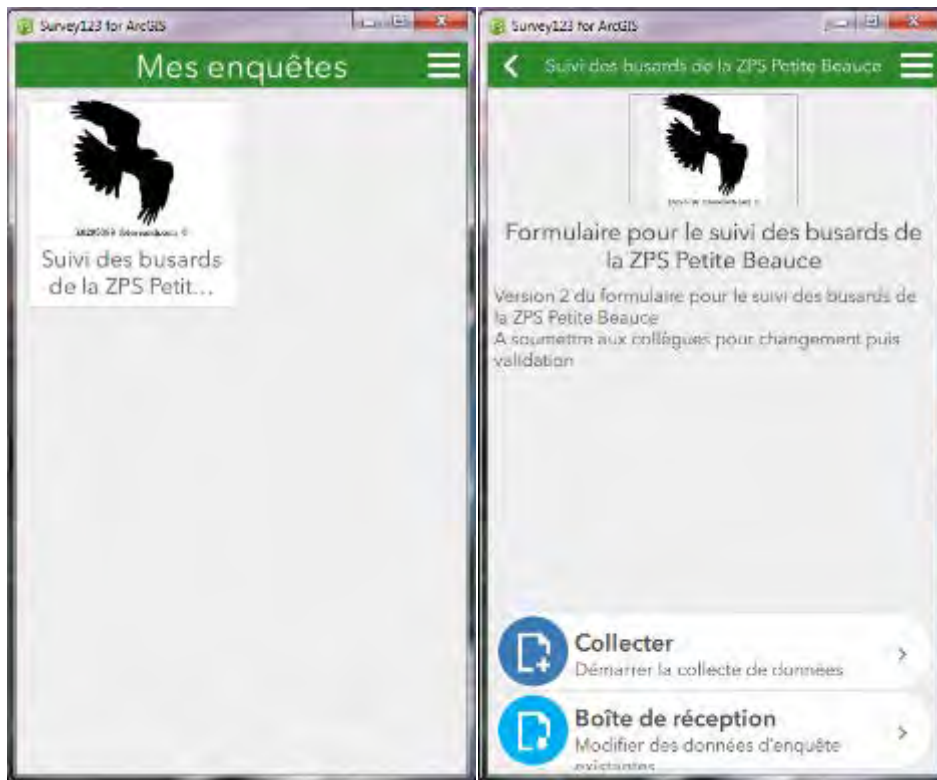 Survey123 for ArcGIS
Mes enquêtes
Suivi des busards
de la ZPS Petit...
Survey123 for ArcGIS
Suivi des busards de la ZPS Petite Beauce
Formulaire pour le suivi des busards de
la ZPS Petite Beauce
Version 2 du formulaire pour le suivi des busards de
la ZPS Petite Beauce
A soumettre aux collègues pour changement puis
validation
Collecter
Démarrer la collecte de données
Boîte de réception
Modifier des données d'enquête
existantes